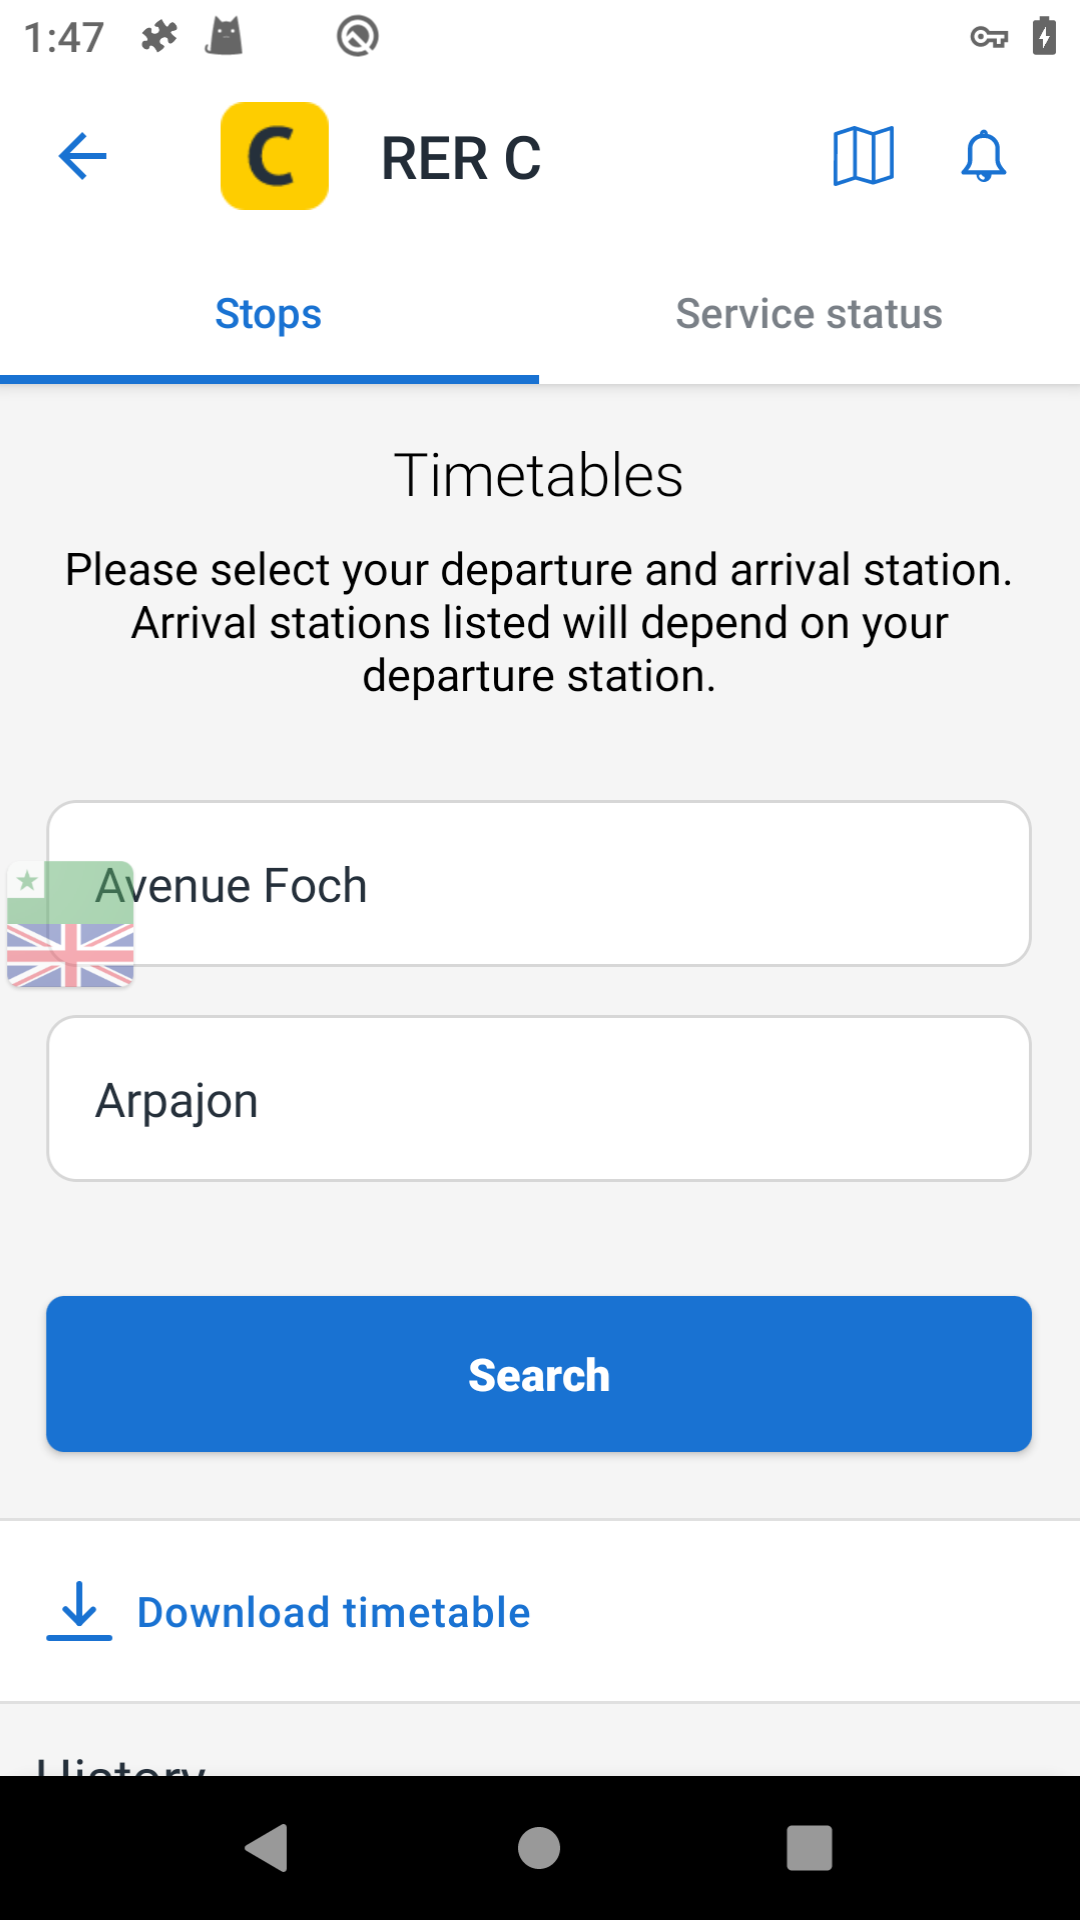 1:47
C
RER C
Stops
Service status
Timetables
Please select your departure and arrival station.
Arrival stations listed will depend on your
departure station.
Avenue Foch
Arpajon
Search
Download timetable
History